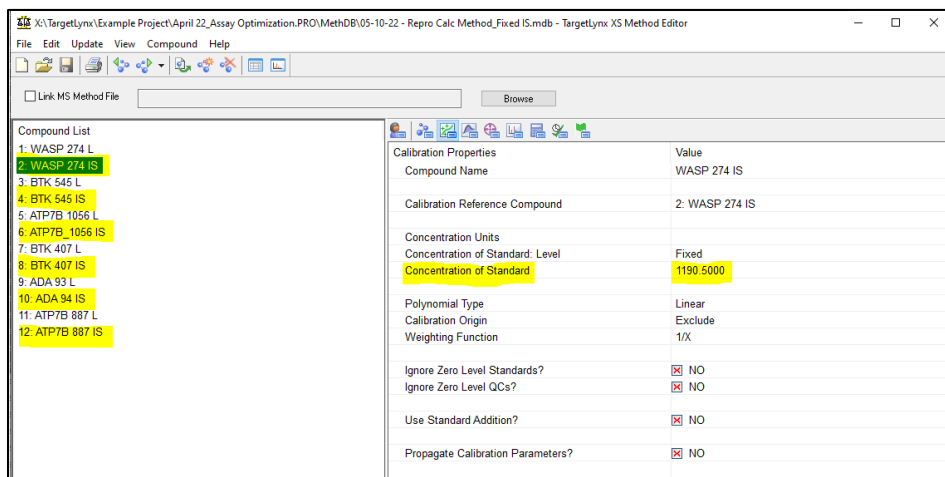 X:\TargetLynx\Example Project\April 22_Assay Optimization.PRO\MethDB\05-10-22 - Repro Calc Method_Fixed IS.mdb - TargetLynx XS Method Editor
File Edit Update View Compound Help
Link MS Method File
Browse
Compound List
1: WASP 274 L
2: WASP 274 IS
3: BTK 545 L
4: BTK 545 IS
5: ATP7B 1056 L
6: ATP7B_1056 IS
7: BTK 407 L
8: BTK 407 IS
9: ADA 93 L
10: ADA 94 IS
11: ATP7B 887 L
12: ATP7B 887 IS
Calibration Properties Value
Compound Name WASP 274 IS
Calibration Reference Compound 2: WASP 274 IS
Concentration Units
Concentration of Standard: Level Fixed
Concentration of Standard 1190.5000
Polynomial Type Linear
Calibration Origin Exclude
Weighting Function 1/X
Ignore Zero Level Standards? NO
Ignore Zero Level QCs? NO
Use Standard Addition? NO
Propagate Calibration Parameters? NO